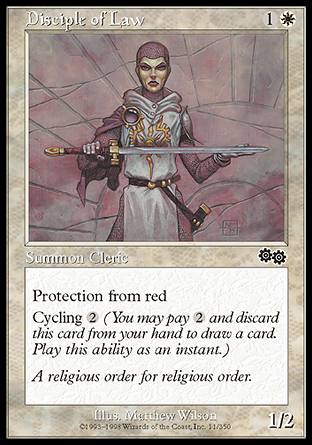 Disciple of Law 1
Summon Cleric
Protection from red
Cycling 2 (You may pay 2 and discard
this card from your hand to draw a card.
Play this ability as an instant.)
A religious order for religious order.
1/2
Illus. Matthew Wilson
©1993-1998 Wizards of the Coast, Inc. 11/350